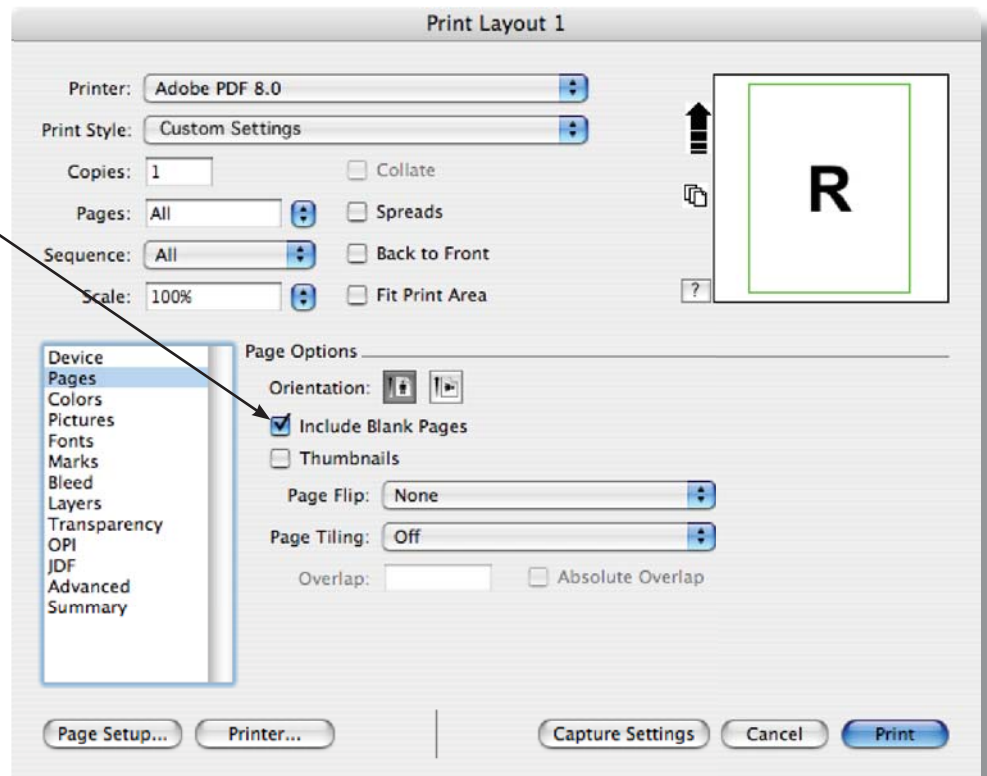 Print Layout 1
Printer: Adobe PDF 8.0
Print Style: Custom Settings
Copies: 1 Collate
Pages: All Spreads
Sequence: All Back to Front
Scale: 100% Fit Print Area
R
?
Device
Pages
Colors
Pictures
Fonts
Marks
Bleed
Layers
Transparency
OPI
JDF
Advanced
Summary
Page Options
Orientation:
Include Blank Pages
Thumbnails
Page Flip: None
Page Tiling: Off
Overlap: Absolute Overlap
Page Setup... Printer... Capture Settings Cancel Print